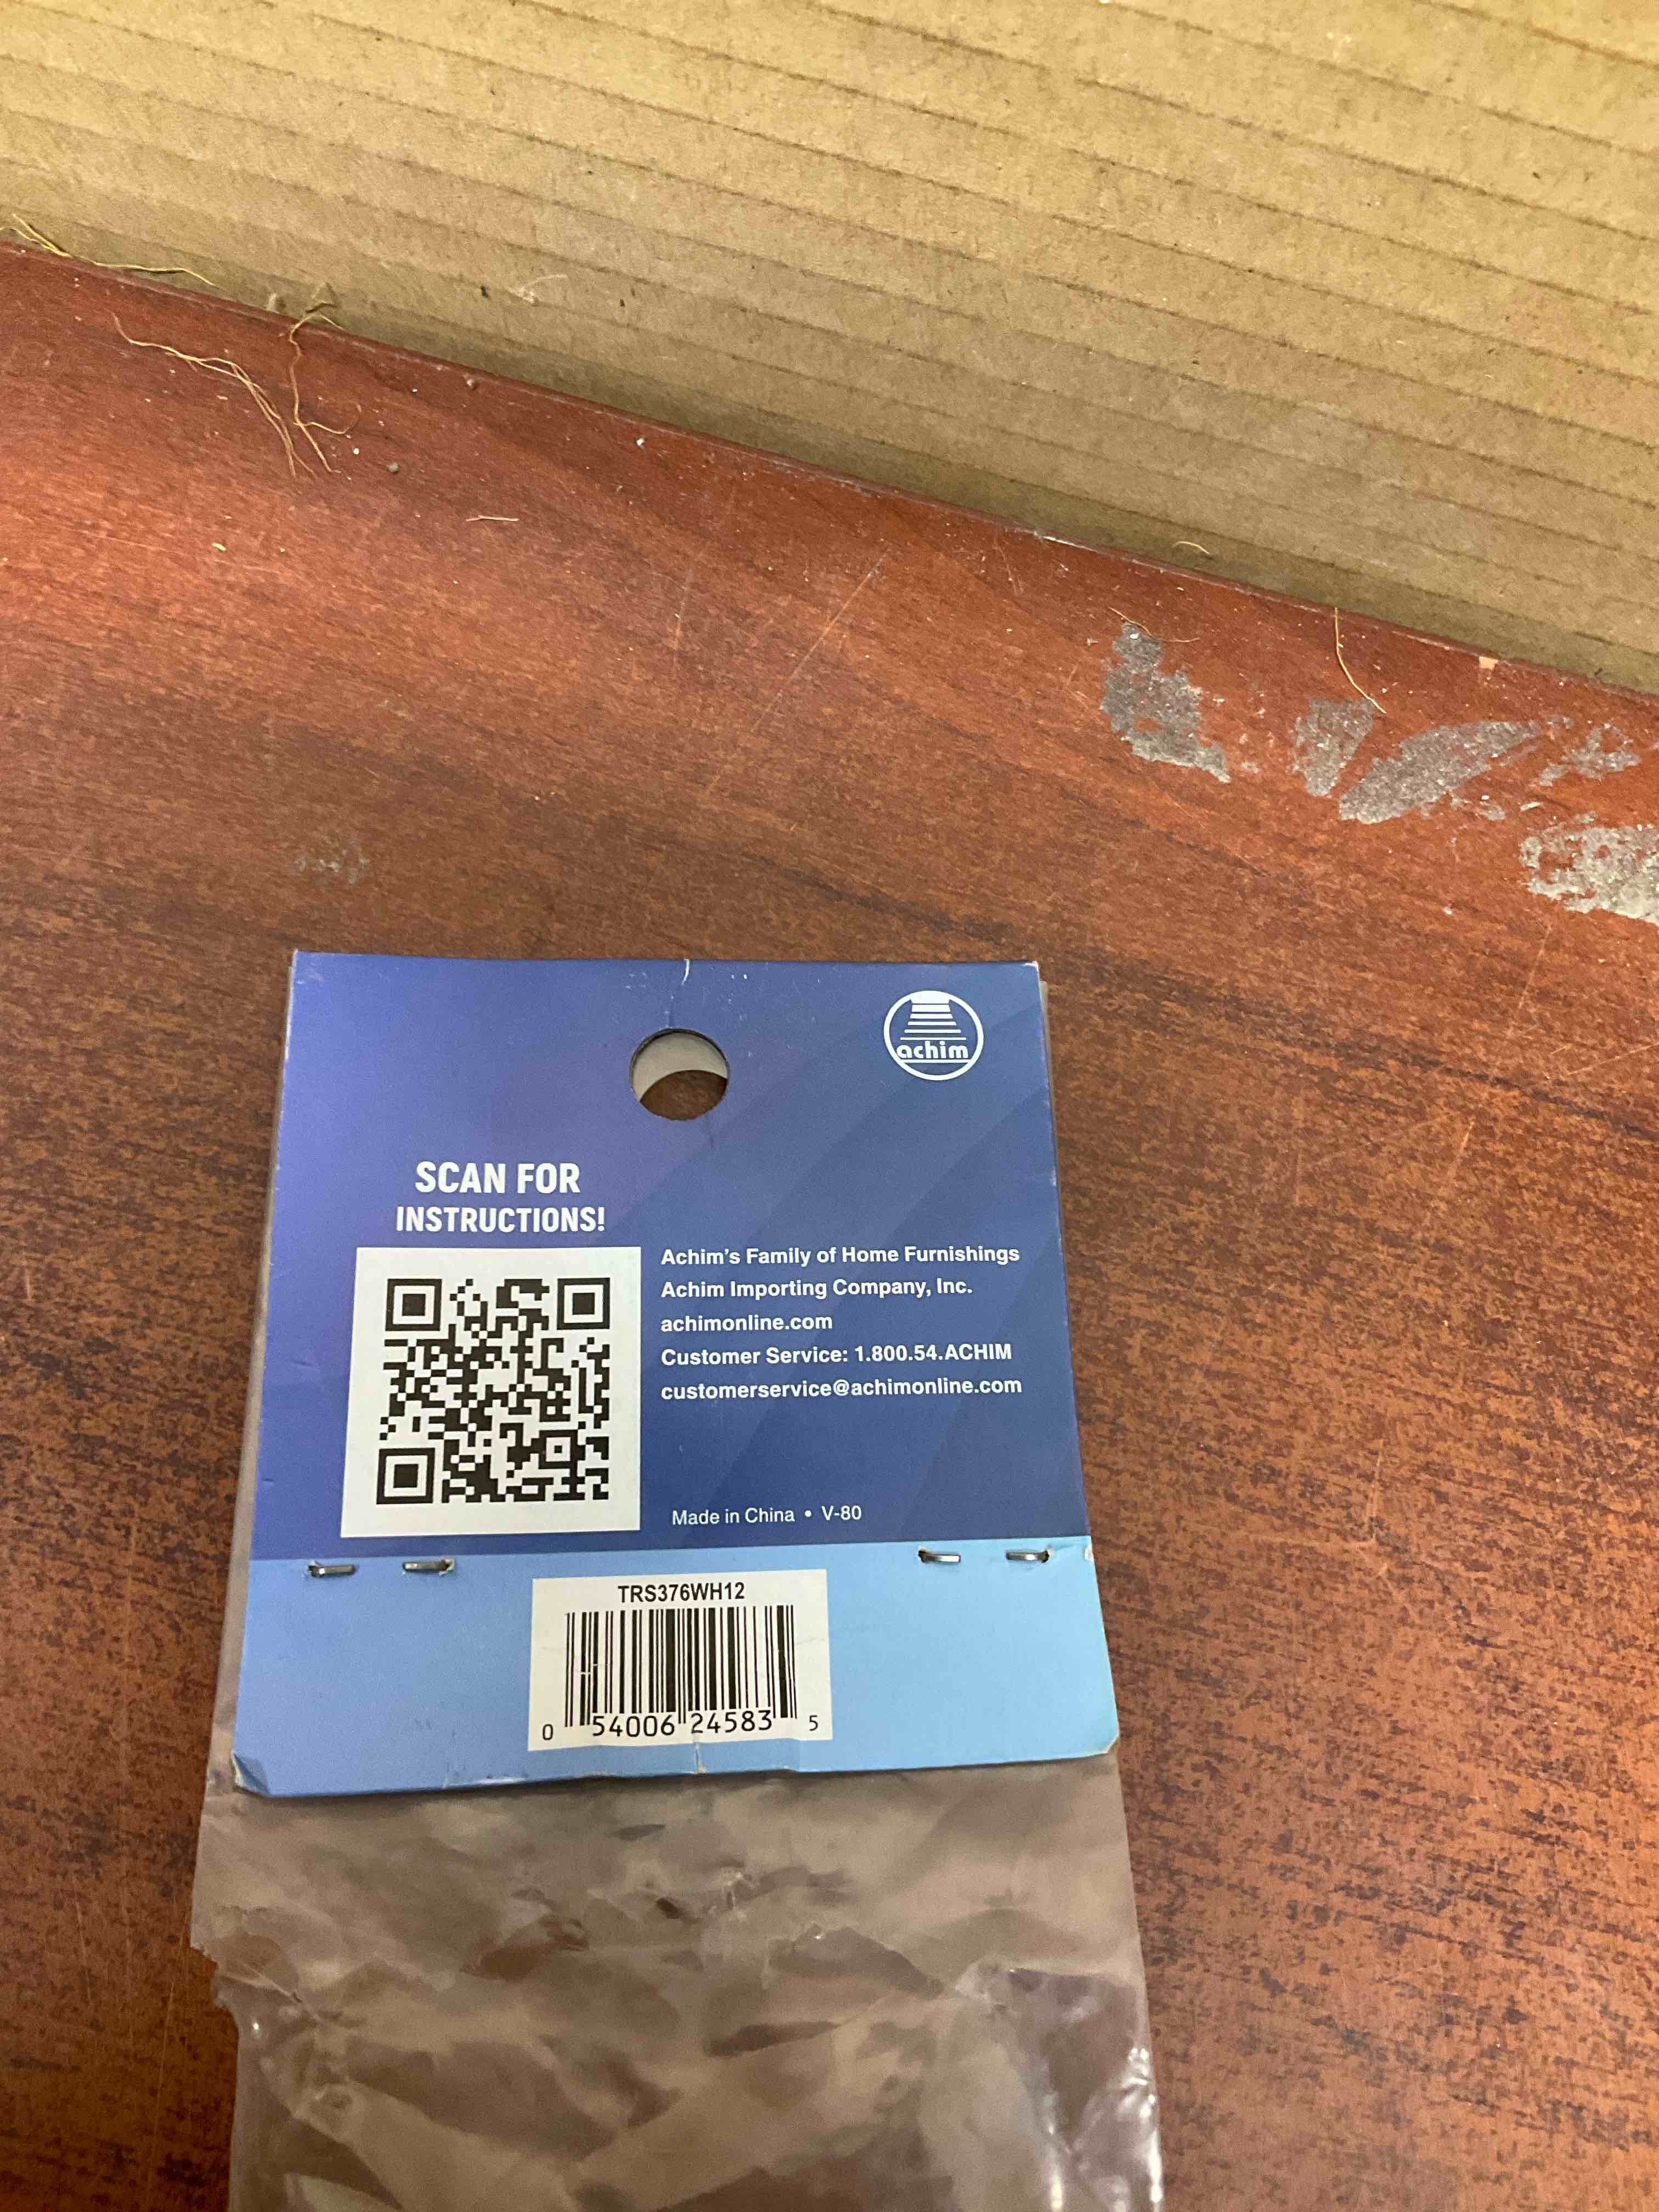 achim
SCAN FOR
INSTRUCTIONS!
Achim's Family of Home Furnishings
Achim Importing Company, Inc.
achimonline.com
Customer Service: 1.800.54.ACHIM
customerservice@achimonline.com
Made in China • V-80
TRS376WH12
0 54006 24583 5